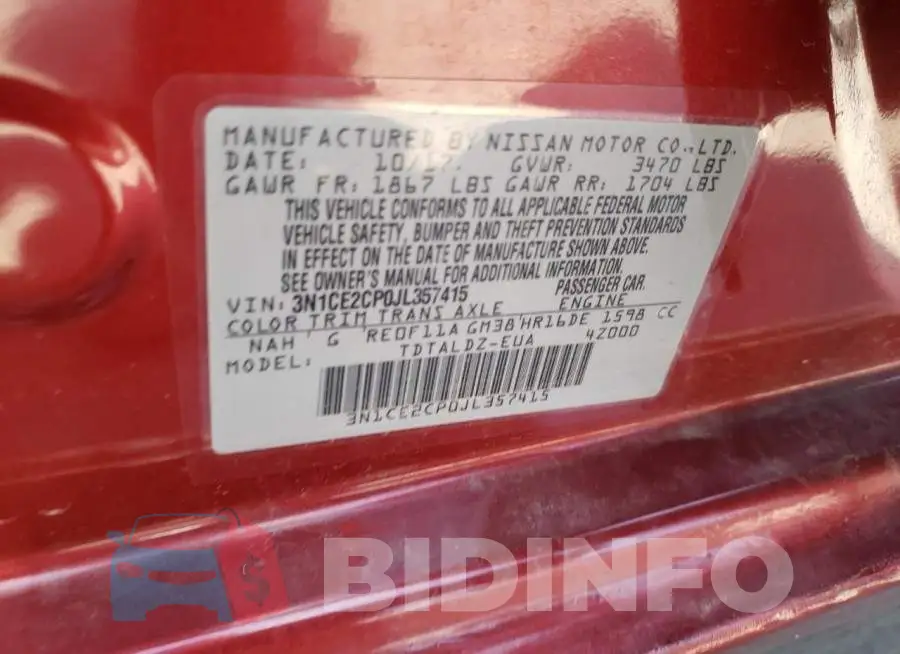 MANUFACTURED BY NISSAN MOTOR CO.,LTD.
DATE: 10/17. GVWR: 3470 LBS
GAWR FR: 1867 LBS GAWR RR: 1704 LBS
THIS VEHICLE CONFORMS TO ALL APPLICABLE FEDERAL MOTOR
VEHICLE SAFETY, BUMPER AND THEFT PREVENTION STANDARDS
IN EFFECT ON THE DATE OF MANUFACTURE SHOWN ABOVE.
SEE OWNER'S MANUAL FOR ADDITIONAL INFORMATION.
VIN: 3N1CE2CP0JL357415 PASSENGER CAR.
COLOR TRIM TRANS AXLE ENGINE
NAH G RE0F11A GM38 HR16DE 1598 CC
MODEL: TDTALDZ-EUA 42000
3N1CE2CP0JL357415
$ BIDINFO